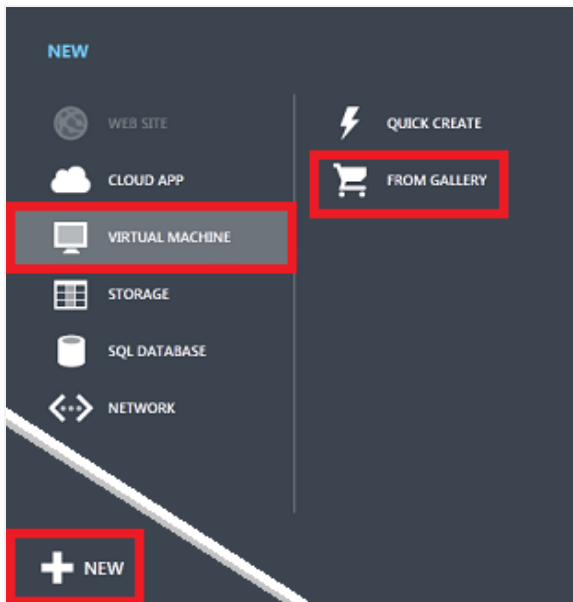 NEW
WEB SITE
CLOUD APP
VIRTUAL MACHINE
STORAGE
SQL DATABASE
NETWORK
QUICK CREATE
FROM GALLERY
NEW